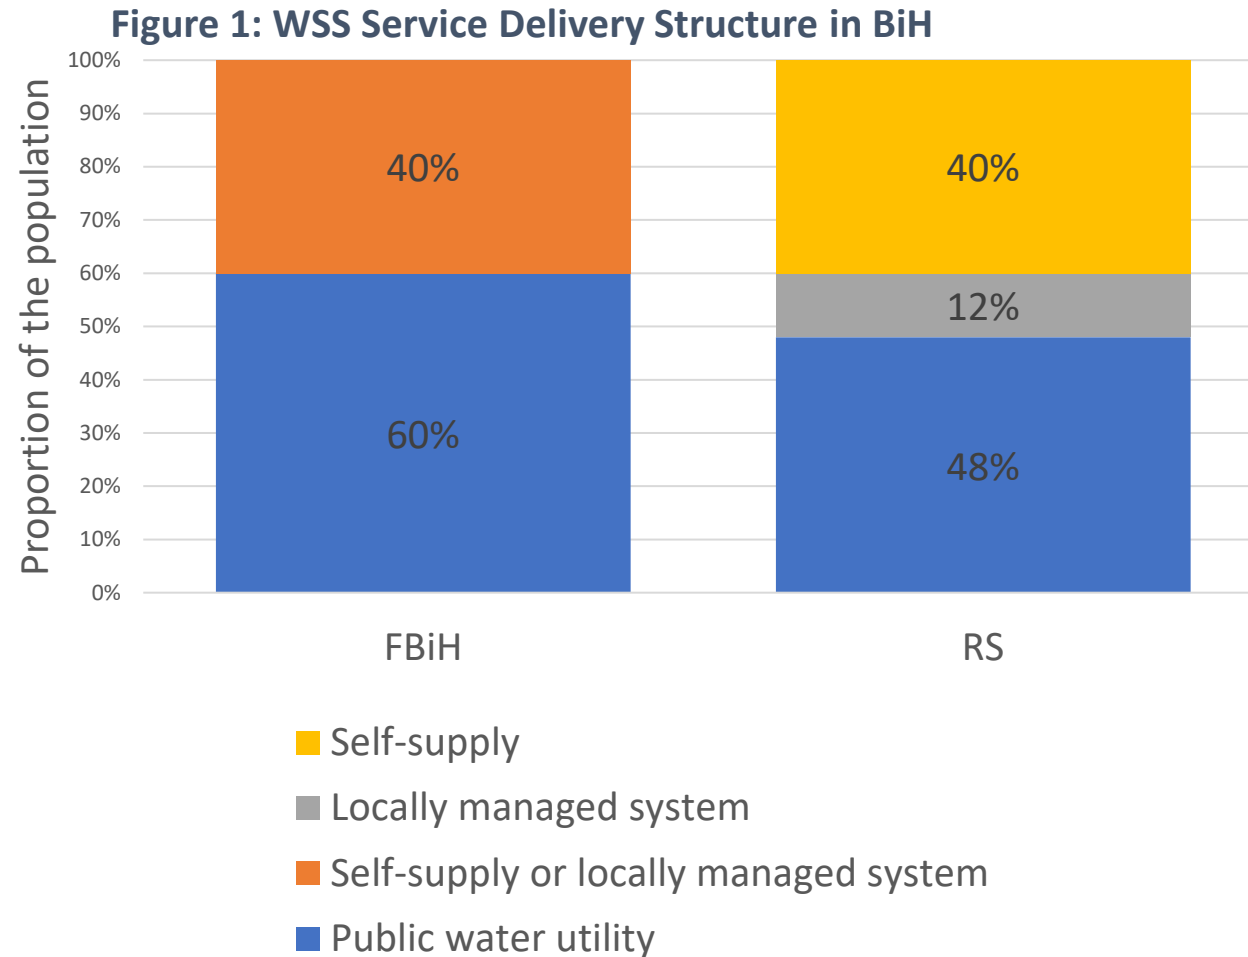 Figure 1: WSS Service Delivery Structure in BiH
Proportion of the population
100%
90%
80%
70%
60%
50%
40%
30%
20%
10%
0%
40%
60%
40%
12%
48%
FBiH
RS
Self-supply
Locally managed system
Self-supply or locally managed system
Public water utility